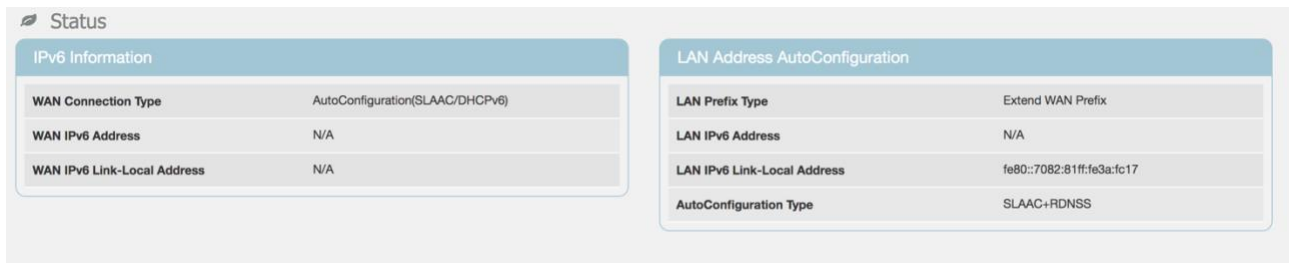 Status
IPv6 Information
WAN Connection Type AutoConfiguration(SLAAC/DHCPv6)
WAN IPv6 Address N/A
WAN IPv6 Link-Local Address N/A
LAN Address AutoConfiguration
LAN Prefix Type Extend WAN Prefix
LAN IPv6 Address N/A
LAN IPv6 Link-Local Address fe80::7082:81ff:fe3a:fc17
AutoConfiguration Type SLAAC+RDNSS